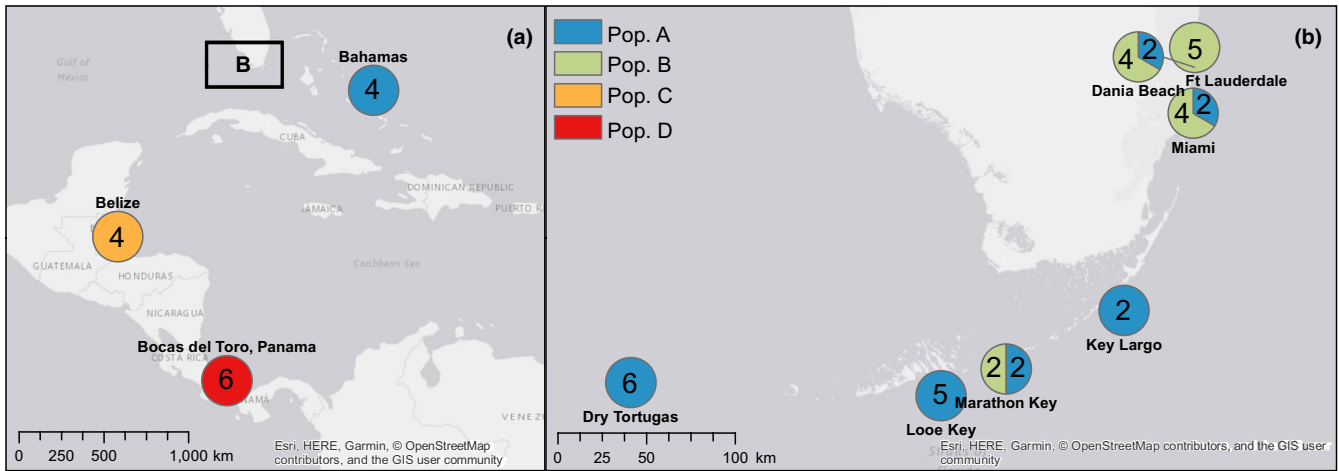 (a)
Gulf of
Mexico
B
Bahamas
4
CUBA
DOMINICAN REPUBLIC
JAMAICA
PUERTO R
Belize
B
4
Caribbean Sea
GUATEMALA
HONDURAS
NICARAGUA
Bocas del Toro, Panama
COSTA RICA
6
NAMÁ
VENEZ
0 250 500 1,000 km
Esri, HERE, Garmin, © OpenStreetMap
contributors, and the GIS user community
(b)
Pop. A
Pop. B
Pop. C
Pop. D
4 2
5
Ft Lauderdale
Dania Beach
4 2
Miami
2
Key Largo
2 2
Marathon Key
5
Looe Key
6
Dry Tortugas
0 25 50 100 km
Esri, HERE, Garmin, © OpenStreetMap contributors, and the GIS user
community